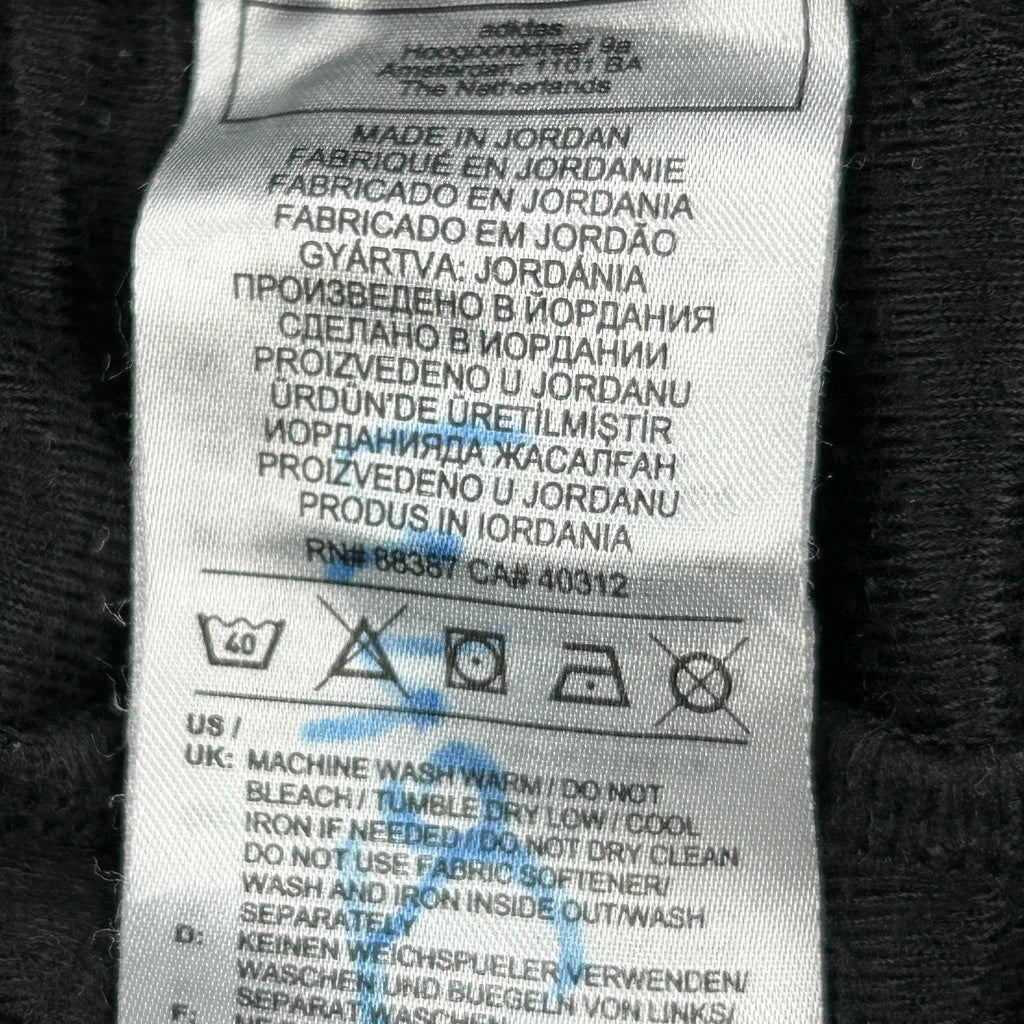 adidas
Hoogoorddreef 9a
Amsterdam 1101 BA
The Netherlands
MADE IN JORDAN
FABRIQUÉ EN JORDANIE
FABRICADO EN JORDANIA
FABRICADO EM JORDÃO
GYÁRTVA: JORDÁNIA
ПРОИЗВЕДЕНО В ЙОРДАНИЯ
СДЕЛАНО В ИОРДАНИИ
PROIZVEDENO U JORDANU
ÜRDÜN'DE ÜRETİLMİŞTİR
ИОРДАНИЯДА ЖАСАЛҒАН
PROIZVEDENO U JORDANU
PRODUS IN IORDANIA
RN# 88387 CA# 40312
40
US /
UK: MACHINE WASH WARM / DO NOT
BLEACH / TUMBLE DRY LOW / COOL
IRON IF NEEDED / DO NOT DRY CLEAN
DO NOT USE FABRIC SOFTENER/
WASH AND IRON INSIDE OUT/WASH
SEPARATELY
D: KEINEN WEICHSPUELER VERWENDEN/
WASCHEN UND BUEGELN VON LINKS/
SEPARAT WASCHEN
F: